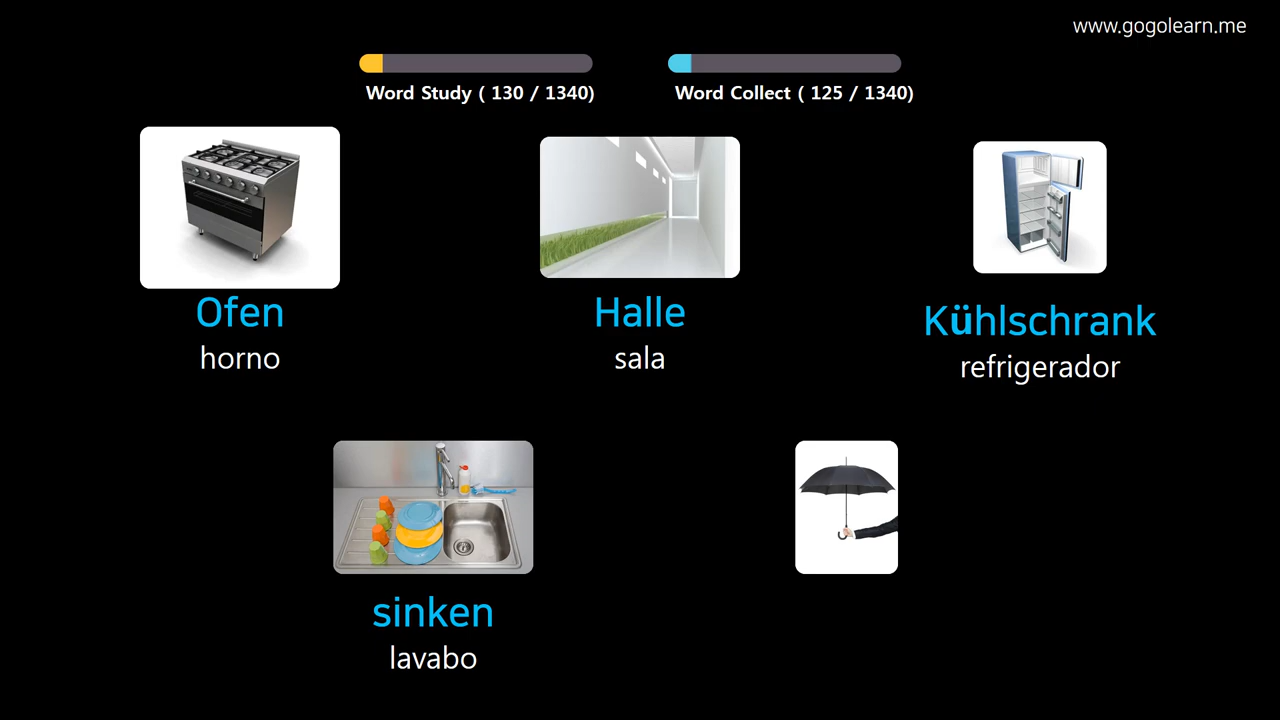 www.gogolearn.me
Word Study ( 130 / 1340)
Word Collect ( 125 / 1340)
Ofen
horno
Halle
sala
Kühlschrank
refrigerador
sinken
lavabo